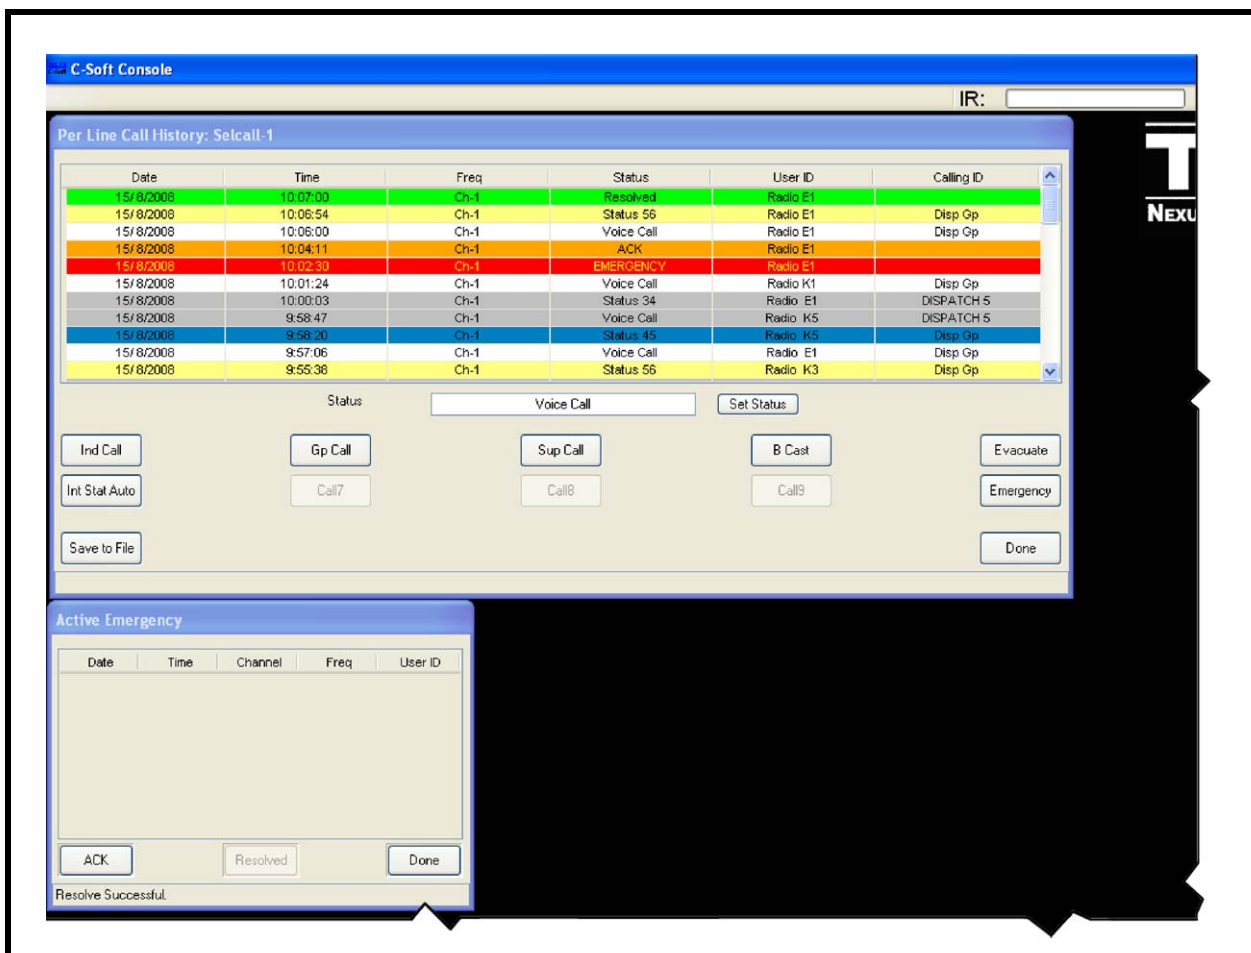 C-Soft Console
IR:
Per Line Call History: Selcall-1
Date Time Freq Status User ID Calling ID
15/8/2008 10:07:00 Ch-1 Resolved Radio E1
15/8/2008 10:06:54 Ch-1 Status 56 Radio E1 Disp Gp
15/8/2008 10:06:00 Ch-1 Voice Call Radio E1 Disp Gp
15/8/2008 10:04:11 Ch-1 ACK Radio E1
15/8/2008 10:02:30 Ch-1 EMERGENCY Radio E1
15/8/2008 10:01:24 Ch-1 Voice Call Radio K1 Disp Gp
15/8/2008 10:00:03 Ch-1 Status 34 Radio E1 DISPATCH 5
15/8/2008 9:58:47 Ch-1 Voice Call Radio K5 DISPATCH 5
15/8/2008 9:58:20 Ch-1 Status 45 Radio K5 Disp Gp
15/8/2008 9:57:06 Ch-1 Voice Call Radio E1 Disp Gp
15/8/2008 9:55:38 Ch-1 Status 56 Radio K3 Disp Gp
T
NEXU
Status Voice Call Set Status
Ind Call Gp Call Sup Call B Cast Evacuate
Int Stat Auto Call7 Call8 Call9 Emergency
Save to File Done
Active Emergency
Date Time Channel Freq User ID
ACK Resolved Done
Resolve Successful.